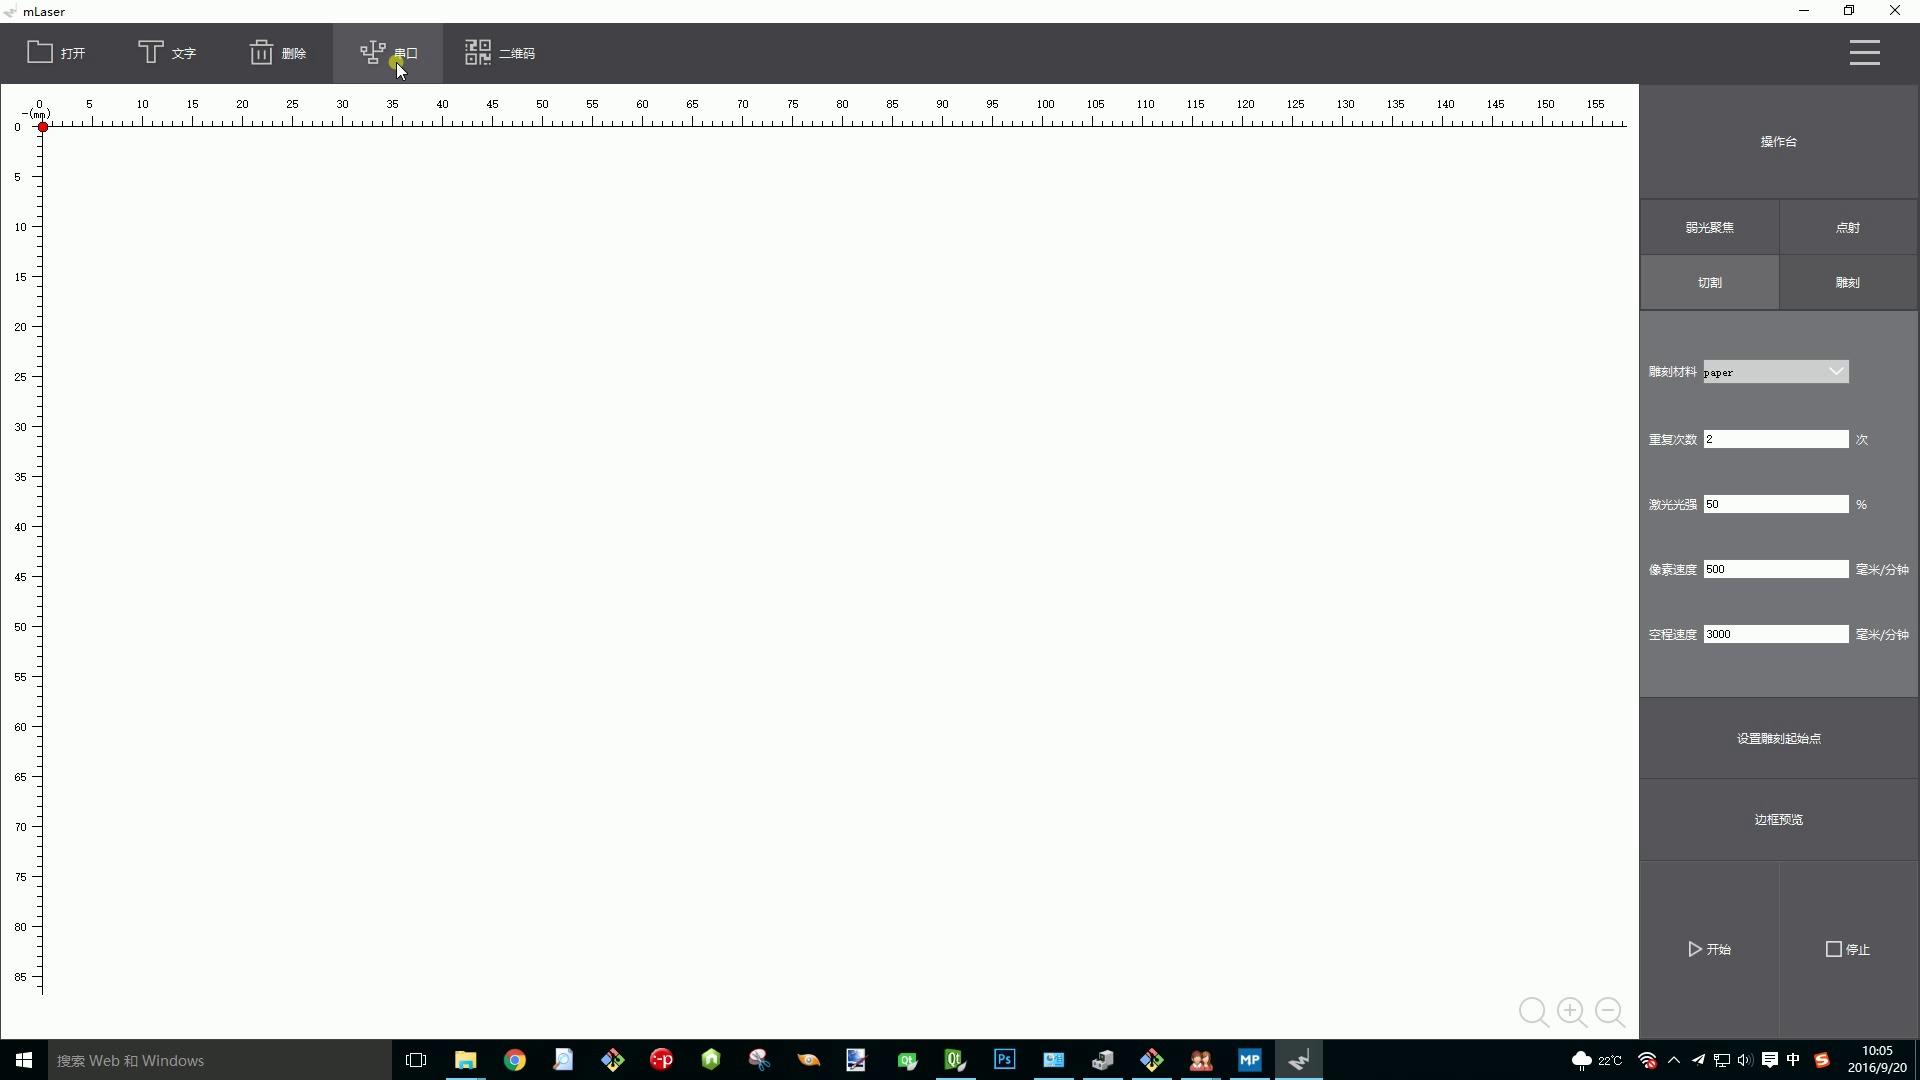 mLaser
打开 文字 删除 串口 二维码
0 5 10 15 20 25 30 35 40 45 50 55 60 65 70 75 80 85 90 95 100 105 110 115 120 125 130 135 140 145 150 155
(mm)
0
5
10
15
20
25
30
35
40
45
50
55
60
65
70
75
80
85
操作台
弱光聚焦 点射
切割 雕刻
雕刻材料 paper
重复次数 2 次
激光光强 50 %
像素速度 500 毫米/分钟
空程速度 3000 毫米/分钟
设置雕刻起始点
边框预览
开始 停止
搜索 Web 和 Windows
Qt Qt Ps MP
22℃ 中 S
10:05
2016/9/20